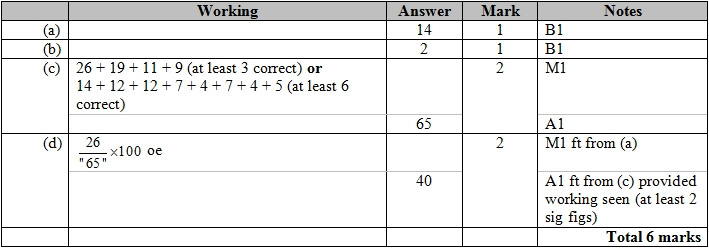 Working Answer Mark Notes
(a) 14 1 B1
(b) 2 1 B1
(c) 26 + 19 + 11 + 9 (at least 3 correct) or 2 M1
14 + 12 + 12 + 7 + 4 + 7 + 4 + 5 (at least 6
correct)
65 A1
(d) 26/"65" ×100 oe 2 M1 ft from (a)
40 A1 ft from (c) provided
working seen (at least 2
sig figs)
Total 6 marks